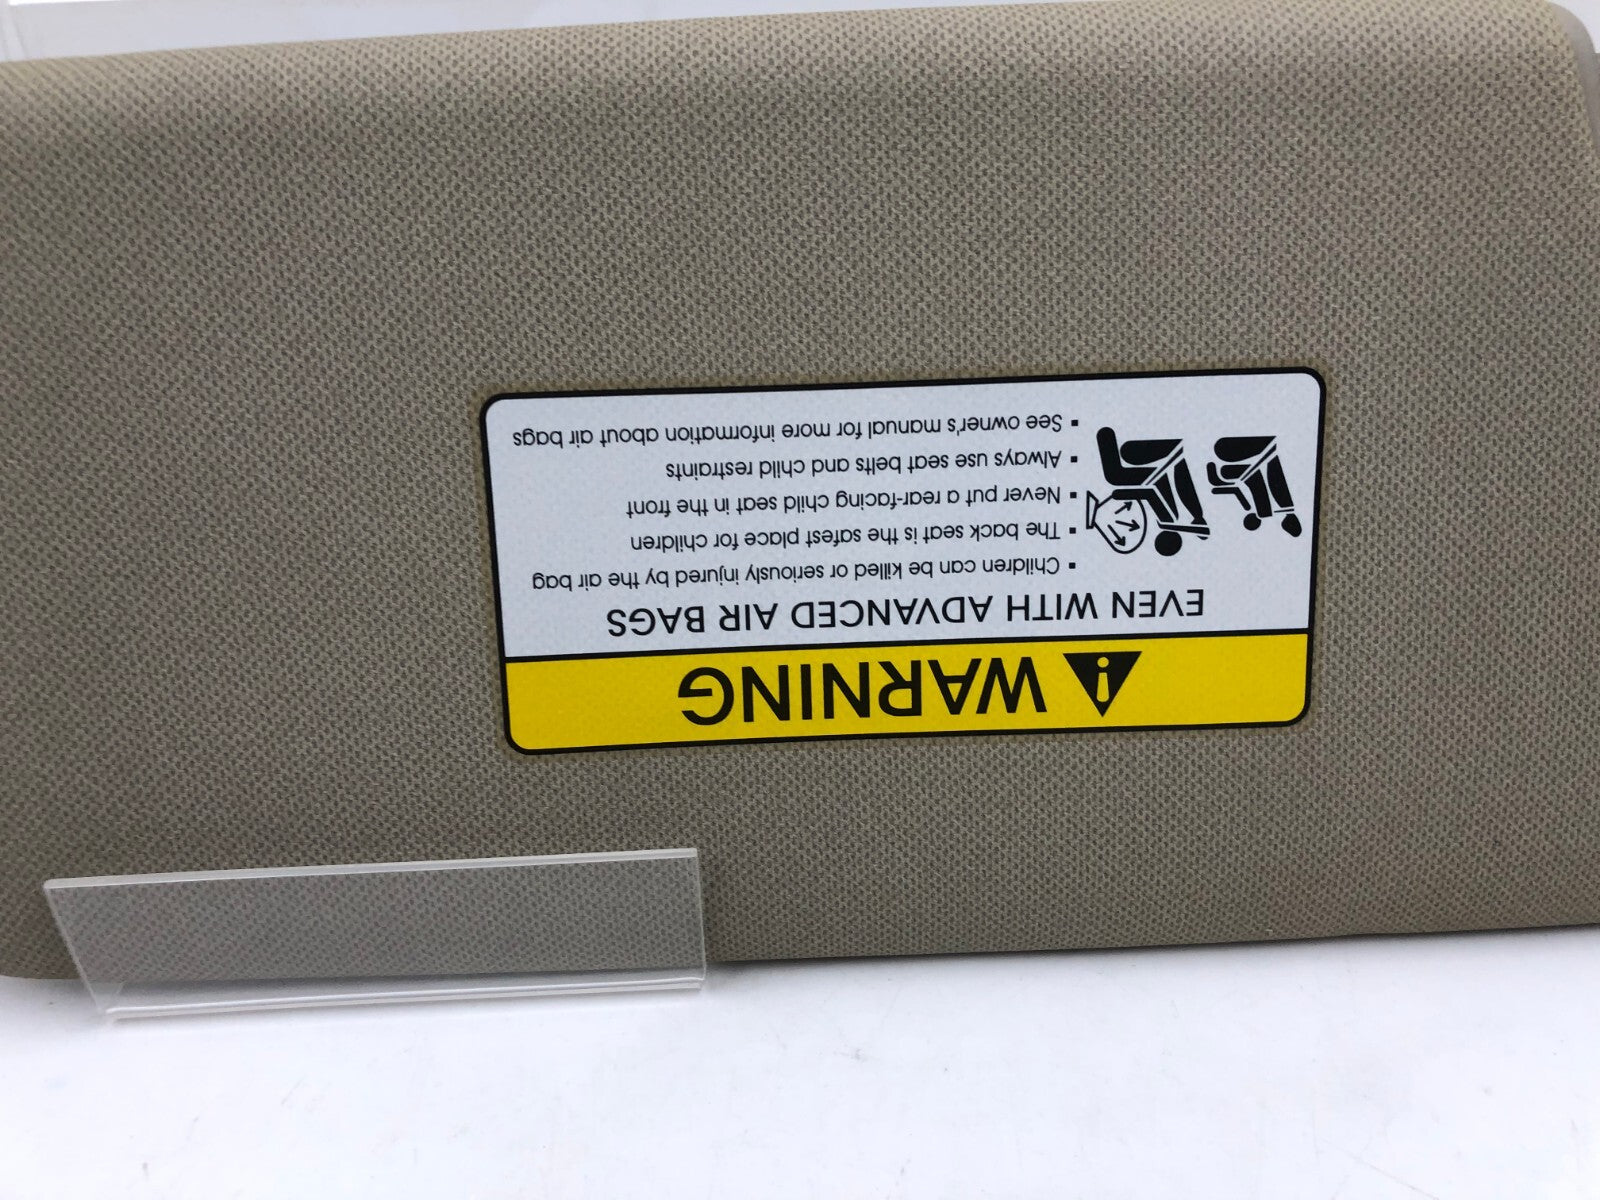 WARNING
EVEN WITH ADVANCED AIR BAGS
▪ Children can be killed or seriously injured by the air bag
▪ The back seat is the safest place for children
▪ Never put a rear-facing child seat in the front
▪ Always use seat belts and child restraints
▪ See owner's manual for more information about air bags